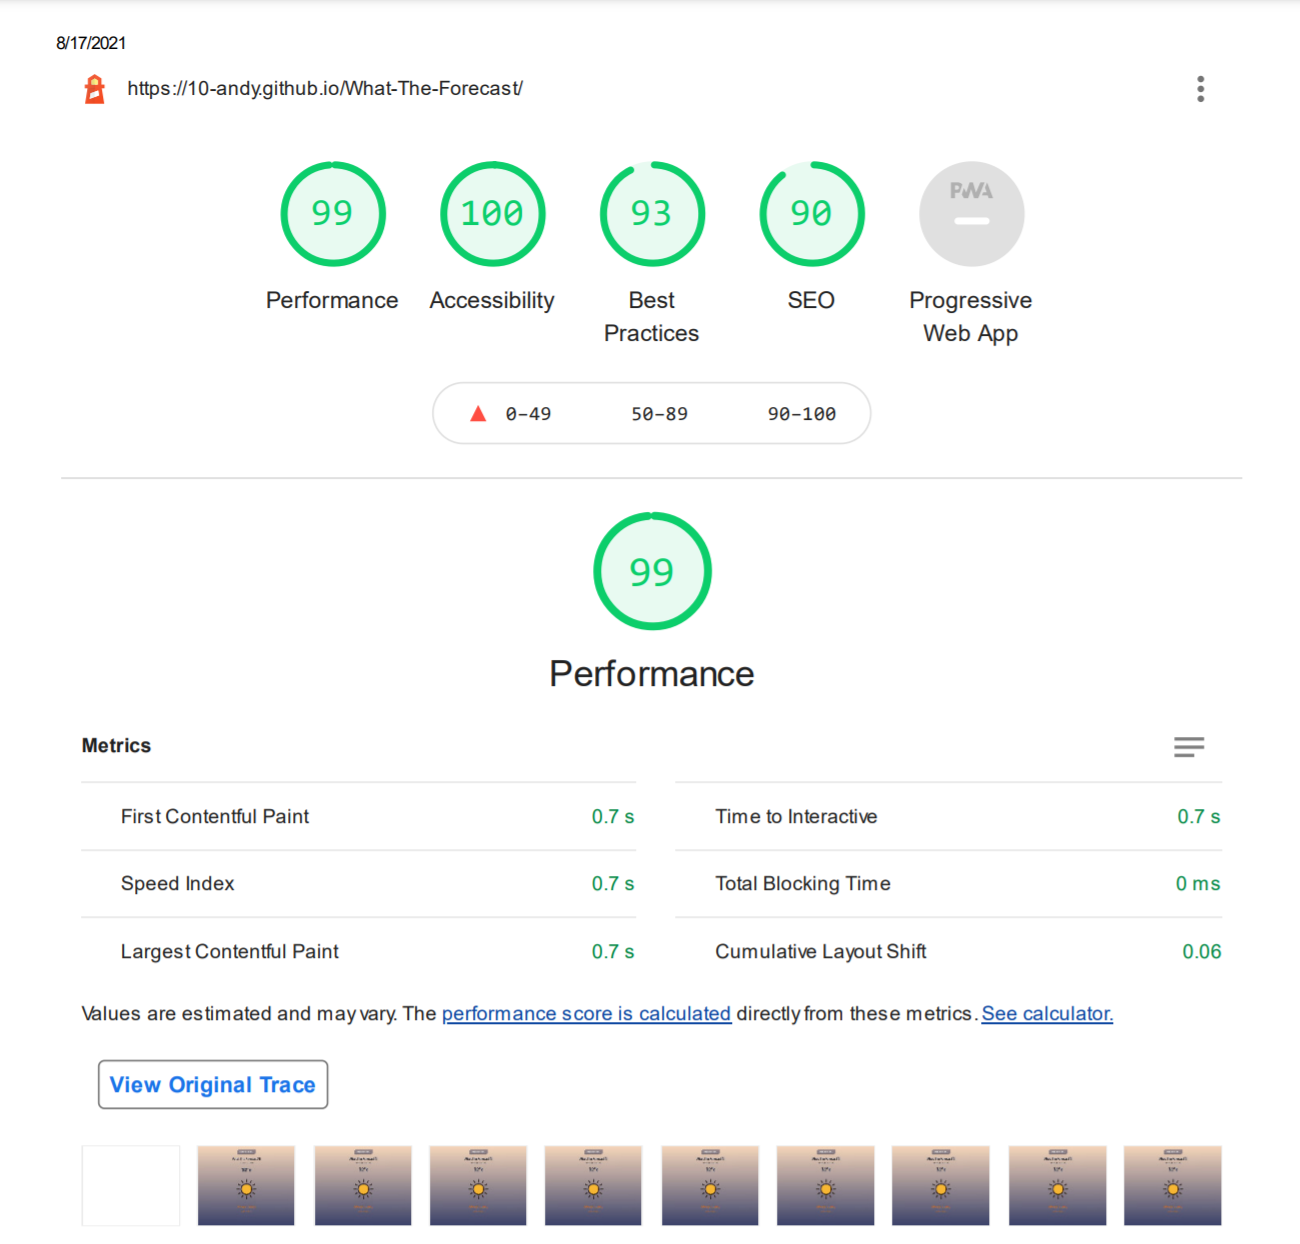 8/17/2021
https://10-andy.github.io/What-The-Forecast/
99
100
93
90
PWA
Performance
Accessibility
Best
Practices
SEO
Progressive
Web App
0–49
50–89
90–100
99
Performance
Metrics
First Contentful Paint
0.7 s
Time to Interactive
0.7 s
Speed Index
0.7 s
Total Blocking Time
0 ms
Largest Contentful Paint
0.7 s
Cumulative Layout Shift
0.06
Values are estimated and may vary. The performance score is calculated directly from these metrics. See calculator.
View Original Trace